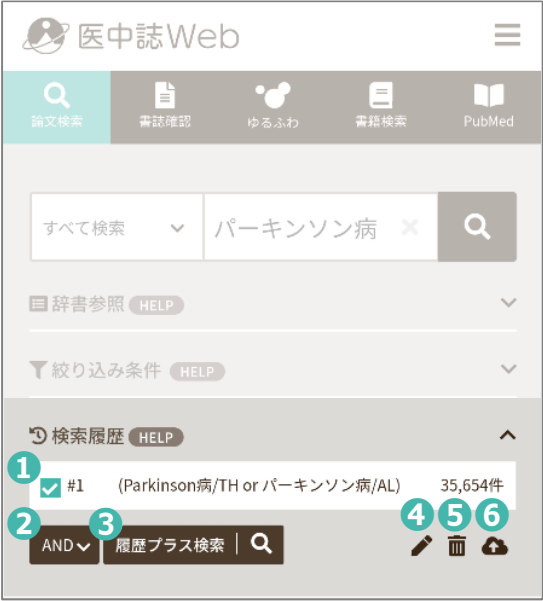 医中誌Web
論文検索 書誌確認 ゆるふわ 書籍検索 PubMed
すべて検索 パーキンソン病
辞書参照 HELP
絞り込み条件 HELP
検索履歴 HELP
1
#1 (Parkinson病/TH or パーキンソン病/AL) 35,654件
2 3 4 5 6
AND 履歴プラス検索